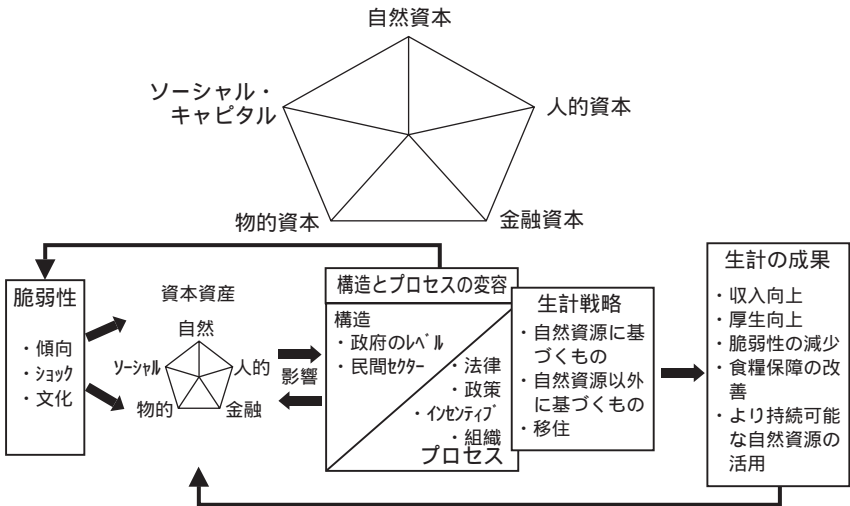 自然資本
ソーシャル・
キャピタル
人的資本
物的資本
金融資本
脆弱性
・傾向
・ｼｮｯｸ
・文化
資本資産
自然
ｿｰｼｬﾙ
人的
物的
金融
影響
構造とプロセスの変容
構造
・政府のﾚﾍﾞﾙ
・民間ｾｸﾀｰ
・法律
・政策
・ｲﾝｾﾝﾃｨﾌﾞ
・組織
プロセス
生計戦略
・自然資源に基
づくもの
・自然資源以外
に基づくもの
・移住
生計の成果
・収入向上
・厚生向上
・脆弱性の減少
・食糧保障の改
善
・より持続可能
な自然資源の
活用